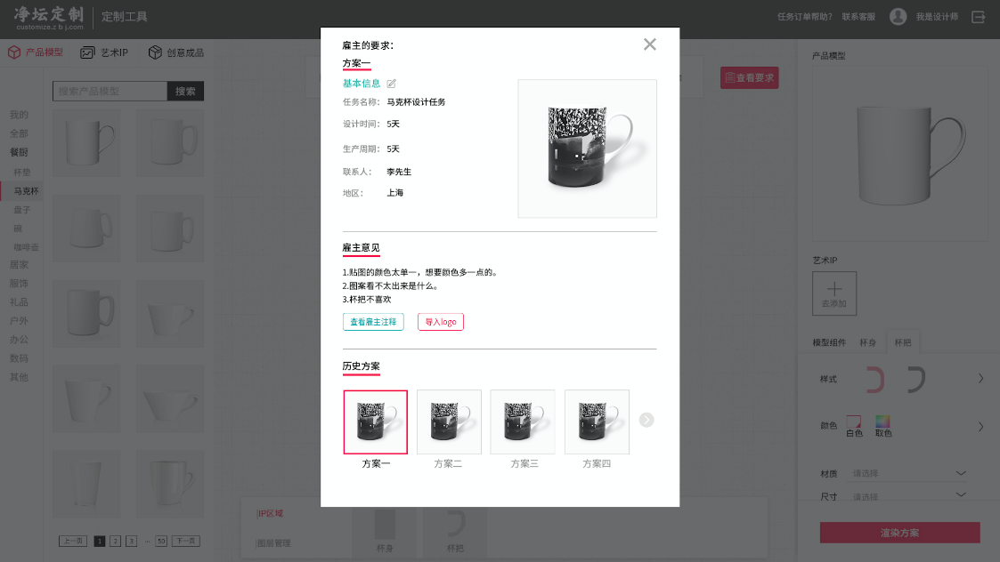 净坛定制
customize.z b j.com
定制工具
任务订单帮助?
联系客服
我是设计师
产品模型
艺术IP
创意成品
搜索产品模型
搜索
我的
全部
餐厨
杯垫
马克杯
盘子
碗
咖啡壶
居家
服饰
礼品
户外
办公
数码
其他
上一页
1
2
3
...
50
下一页
雇主的要求：
方案一
基本信息
任务名称： 马克杯设计任务
设计时间： 5天
生产周期： 5天
联系人： 李先生
地区： 上海
雇主意见
1.贴图的颜色太单一，想要颜色多一点的。
2.图案看不太出来是什么。
3.杯把不喜欢
查看雇主注释
导入logo
历史方案
方案一
方案二
方案三
方案四
IP区域
图层管理
杯身
杯把
查看要求
产品模型
艺术IP
去添加
模型组件
杯身
杯把
样式
颜色
白色
取色
材质
请选择
尺寸
请选择
渲染方案